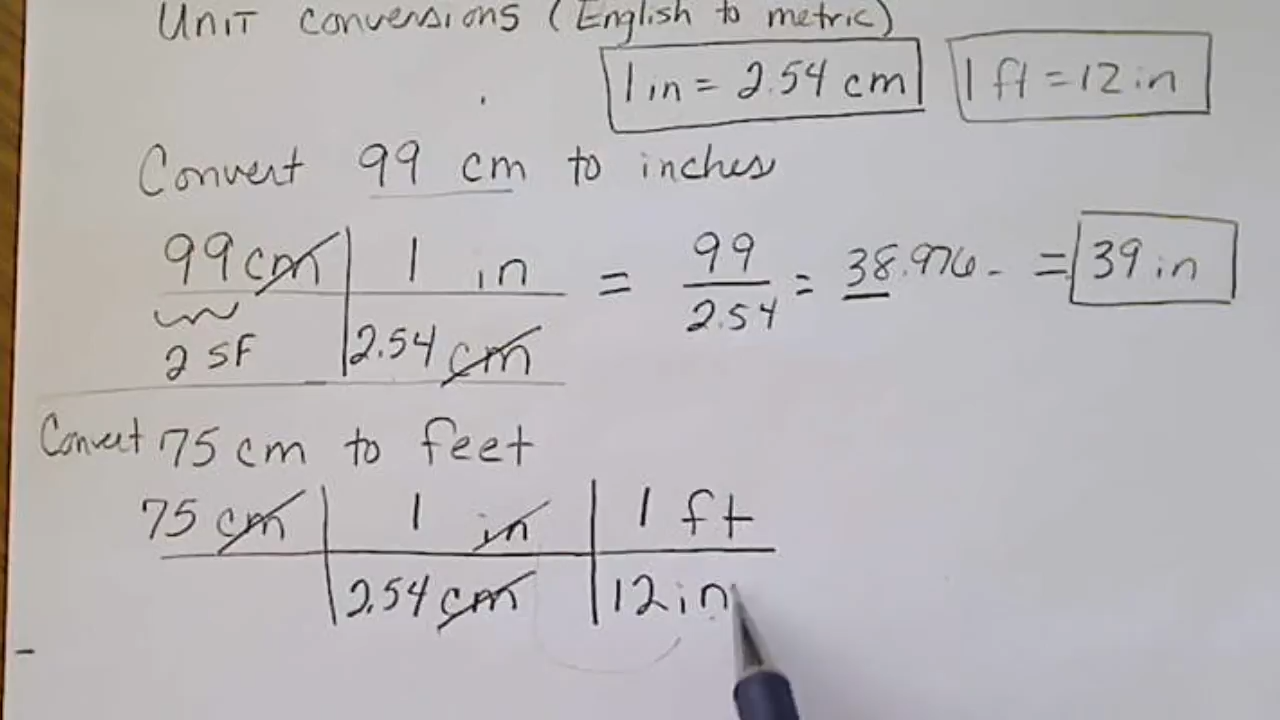 Unit conversions (English to metric)
1 in = 2.54 cm
1 ft = 12 in
Convert 99 cm to inches
99 cm | 1 in = 99 = 38.976 - = 39 in
2 SF | 2.54 cm 2.54
Convert 75 cm to feet
75 cm | 1 in | 1 ft
2.54 cm | 12 in